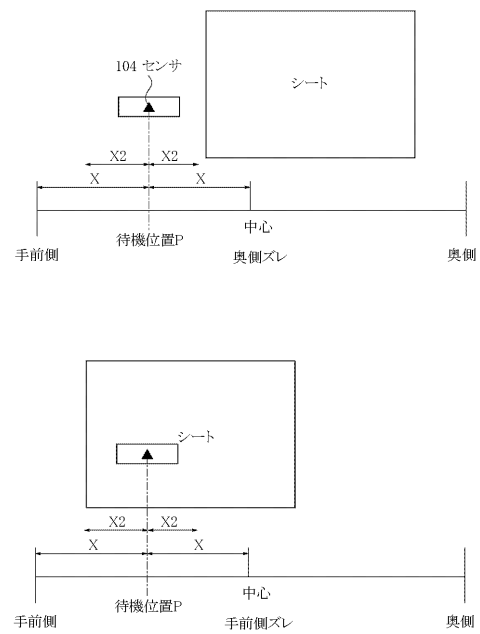 104 センサ
シート
X2 X2
X X
中心
手前側 待機位置P 奥側ズレ 奥側
シート
X2 X2
X X
中心
手前側 待機位置P 手前側ズレ 奥側